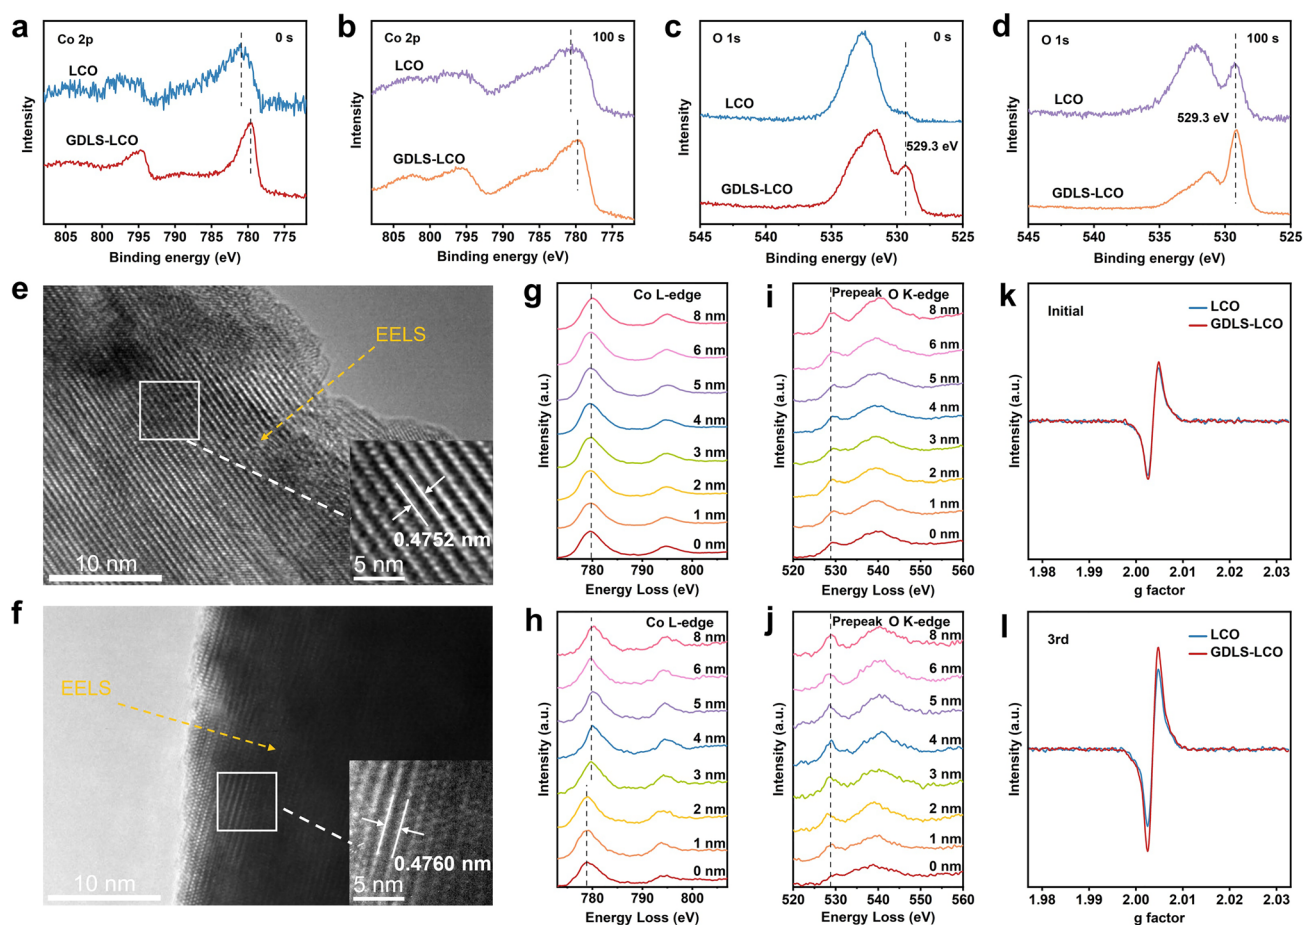 a
Co 2p
0 s
LCO
GDLS-LCO
Intensity
805 800 795 790 785 780 775
Binding energy (eV)
b
Co 2p
100 s
LCO
GDLS-LCO
Intensity
805 800 795 790 785 780 775
Binding energy (eV)
c
O 1s
0 s
LCO
529.3 eV
GDLS-LCO
Intensity
545 540 535 530 525
Binding energy (eV)
d
O 1s
100 s
LCO
529.3 eV
GDLS-LCO
Intensity
545 540 535 530 525
Binding energy (eV)
e
EELS
0.4752 nm
10 nm
5 nm
f
EELS
0.4760 nm
10 nm
5 nm
g
Co L-edge
8 nm
6 nm
5 nm
4 nm
3 nm
2 nm
1 nm
0 nm
Intensity (a.u.)
780 790 800
Energy Loss (eV)
h
Co L-edge
8 nm
6 nm
5 nm
4 nm
3 nm
2 nm
1 nm
0 nm
Intensity (a.u.)
780 790 800
Energy Loss (eV)
i
Prepeak O K-edge
8 nm
6 nm
5 nm
4 nm
3 nm
2 nm
1 nm
0 nm
Intensity (a.u.)
520 530 540 550 560
Energy Loss (eV)
j
Prepeak O K-edge
8 nm
6 nm
5 nm
4 nm
3 nm
2 nm
1 nm
0 nm
Intensity (a.u.)
520 530 540 550 560
Energy Loss (eV)
k
Initial
LCO
GDLS-LCO
Intensity (a.u.)
1.97 1.98 1.99 2.00 2.01 2.02 2.03
g factor
l
3rd
LCO
GDLS-LCO
Intensity (a.u.)
1.97 1.98 1.99 2.00 2.01 2.02 2.03
g factor